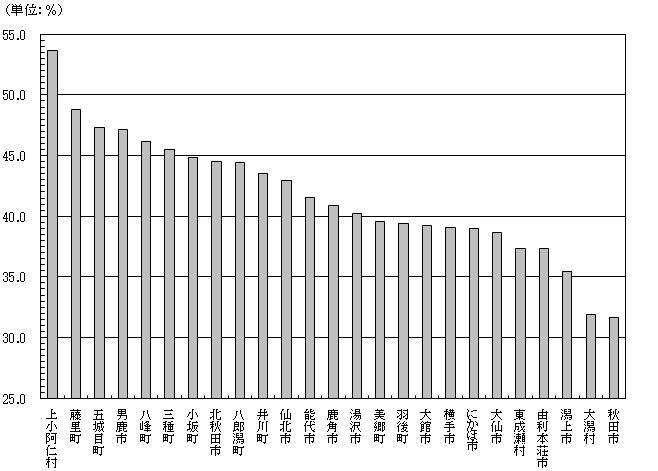 (単位：%)
55.0
50.0
45.0
40.0
35.0
30.0
25.0
上小阿仁村
藤里町
五城目町
男鹿市
八峰町
三種町
小坂町
北秋田市
八郎潟町
井川町
仙北市
能代市
鹿角市
湯沢市
美郷町
羽後町
大館市
横手市
にかほ市
大仙市
東成瀬村
由利本荘市
潟上市
大潟村
秋田市